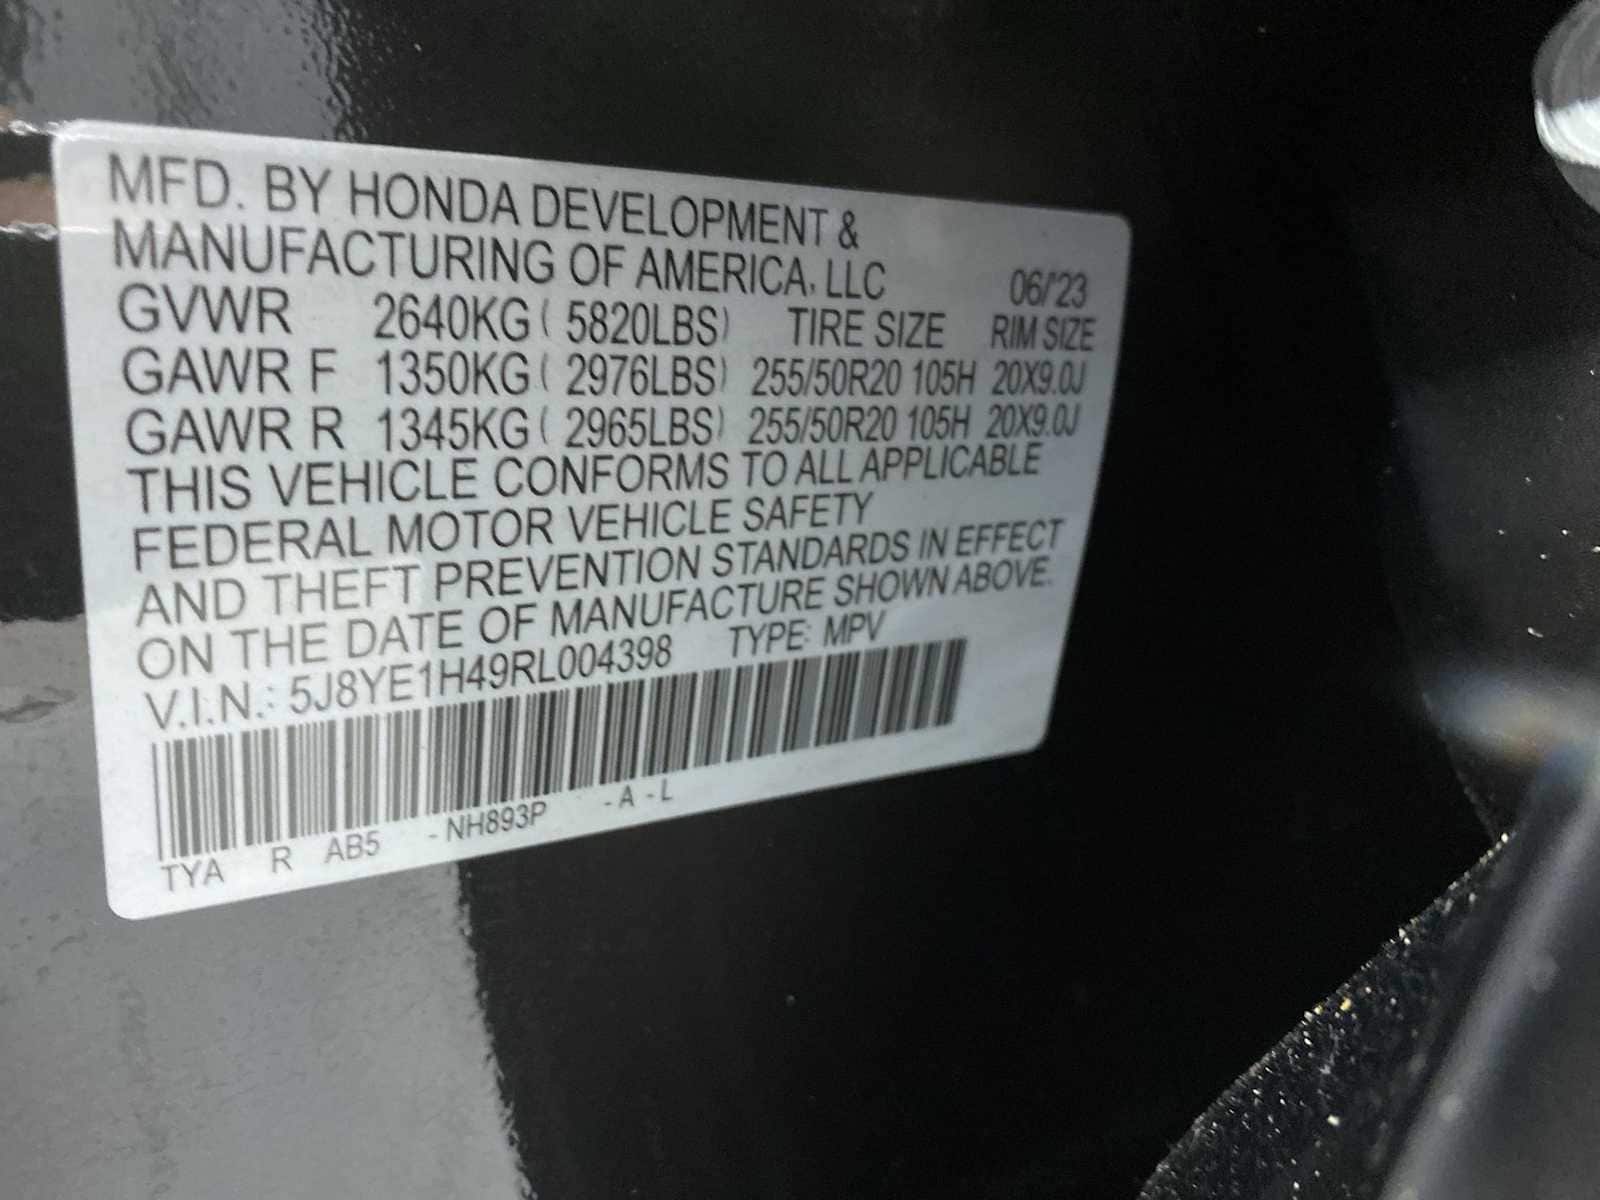 MFD. BY HONDA DEVELOPMENT &
MANUFACTURING OF AMERICA, LLC 06/'23
GVWR 2640KG ( 5820LBS) TIRE SIZE RIM SIZE
GAWR F 1350KG ( 2976LBS) 255/50R20 105H 20X9.0J
GAWR R 1345KG ( 2965LBS) 255/50R20 105H 20X9.0J
THIS VEHICLE CONFORMS TO ALL APPLICABLE
FEDERAL MOTOR VEHICLE SAFETY
AND THEFT PREVENTION STANDARDS IN EFFECT
ON THE DATE OF MANUFACTURE SHOWN ABOVE.
V.I.N.: 5J8YE1H49RL004398 TYPE: MPV
TYA R AB5 -NH893P -A -L